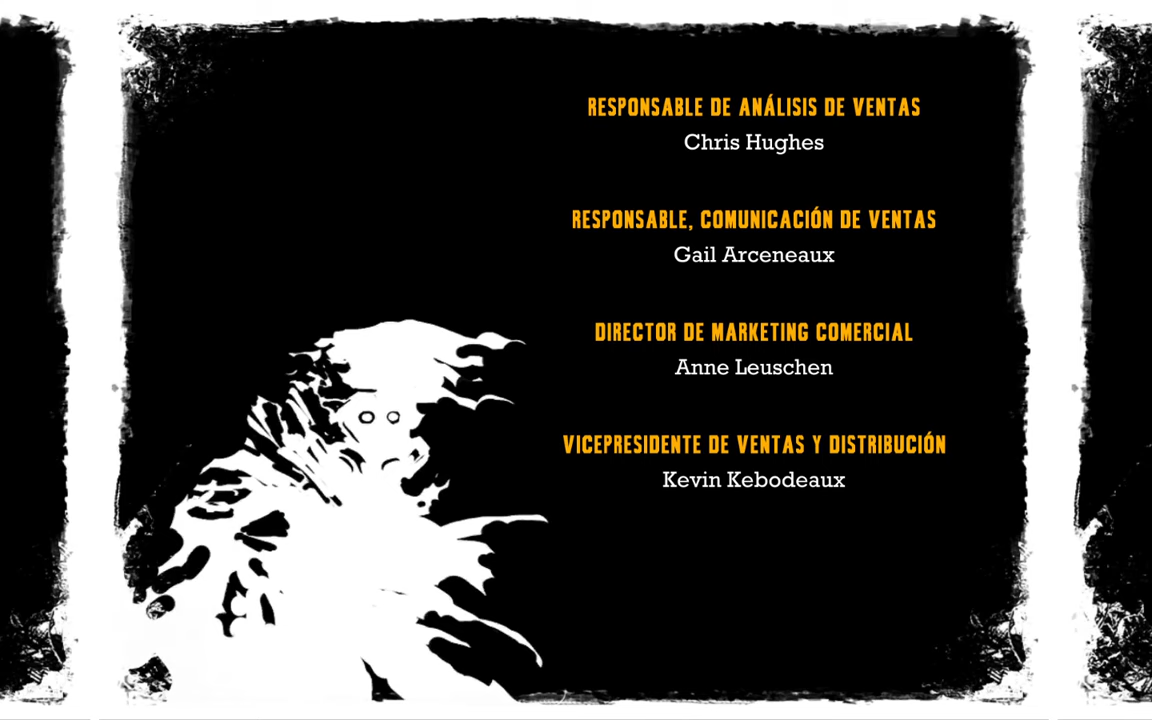 RESPONSABLE DE ANÁLISIS DE VENTAS
Chris Hughes
RESPONSABLE, COMUNICACIÓN DE VENTAS
Gail Arceneaux
DIRECTOR DE MARKETING COMERCIAL
Anne Leuschen
VICEPRESIDENTE DE VENTAS Y DISTRIBUCIÓN
Kevin Kebodeaux